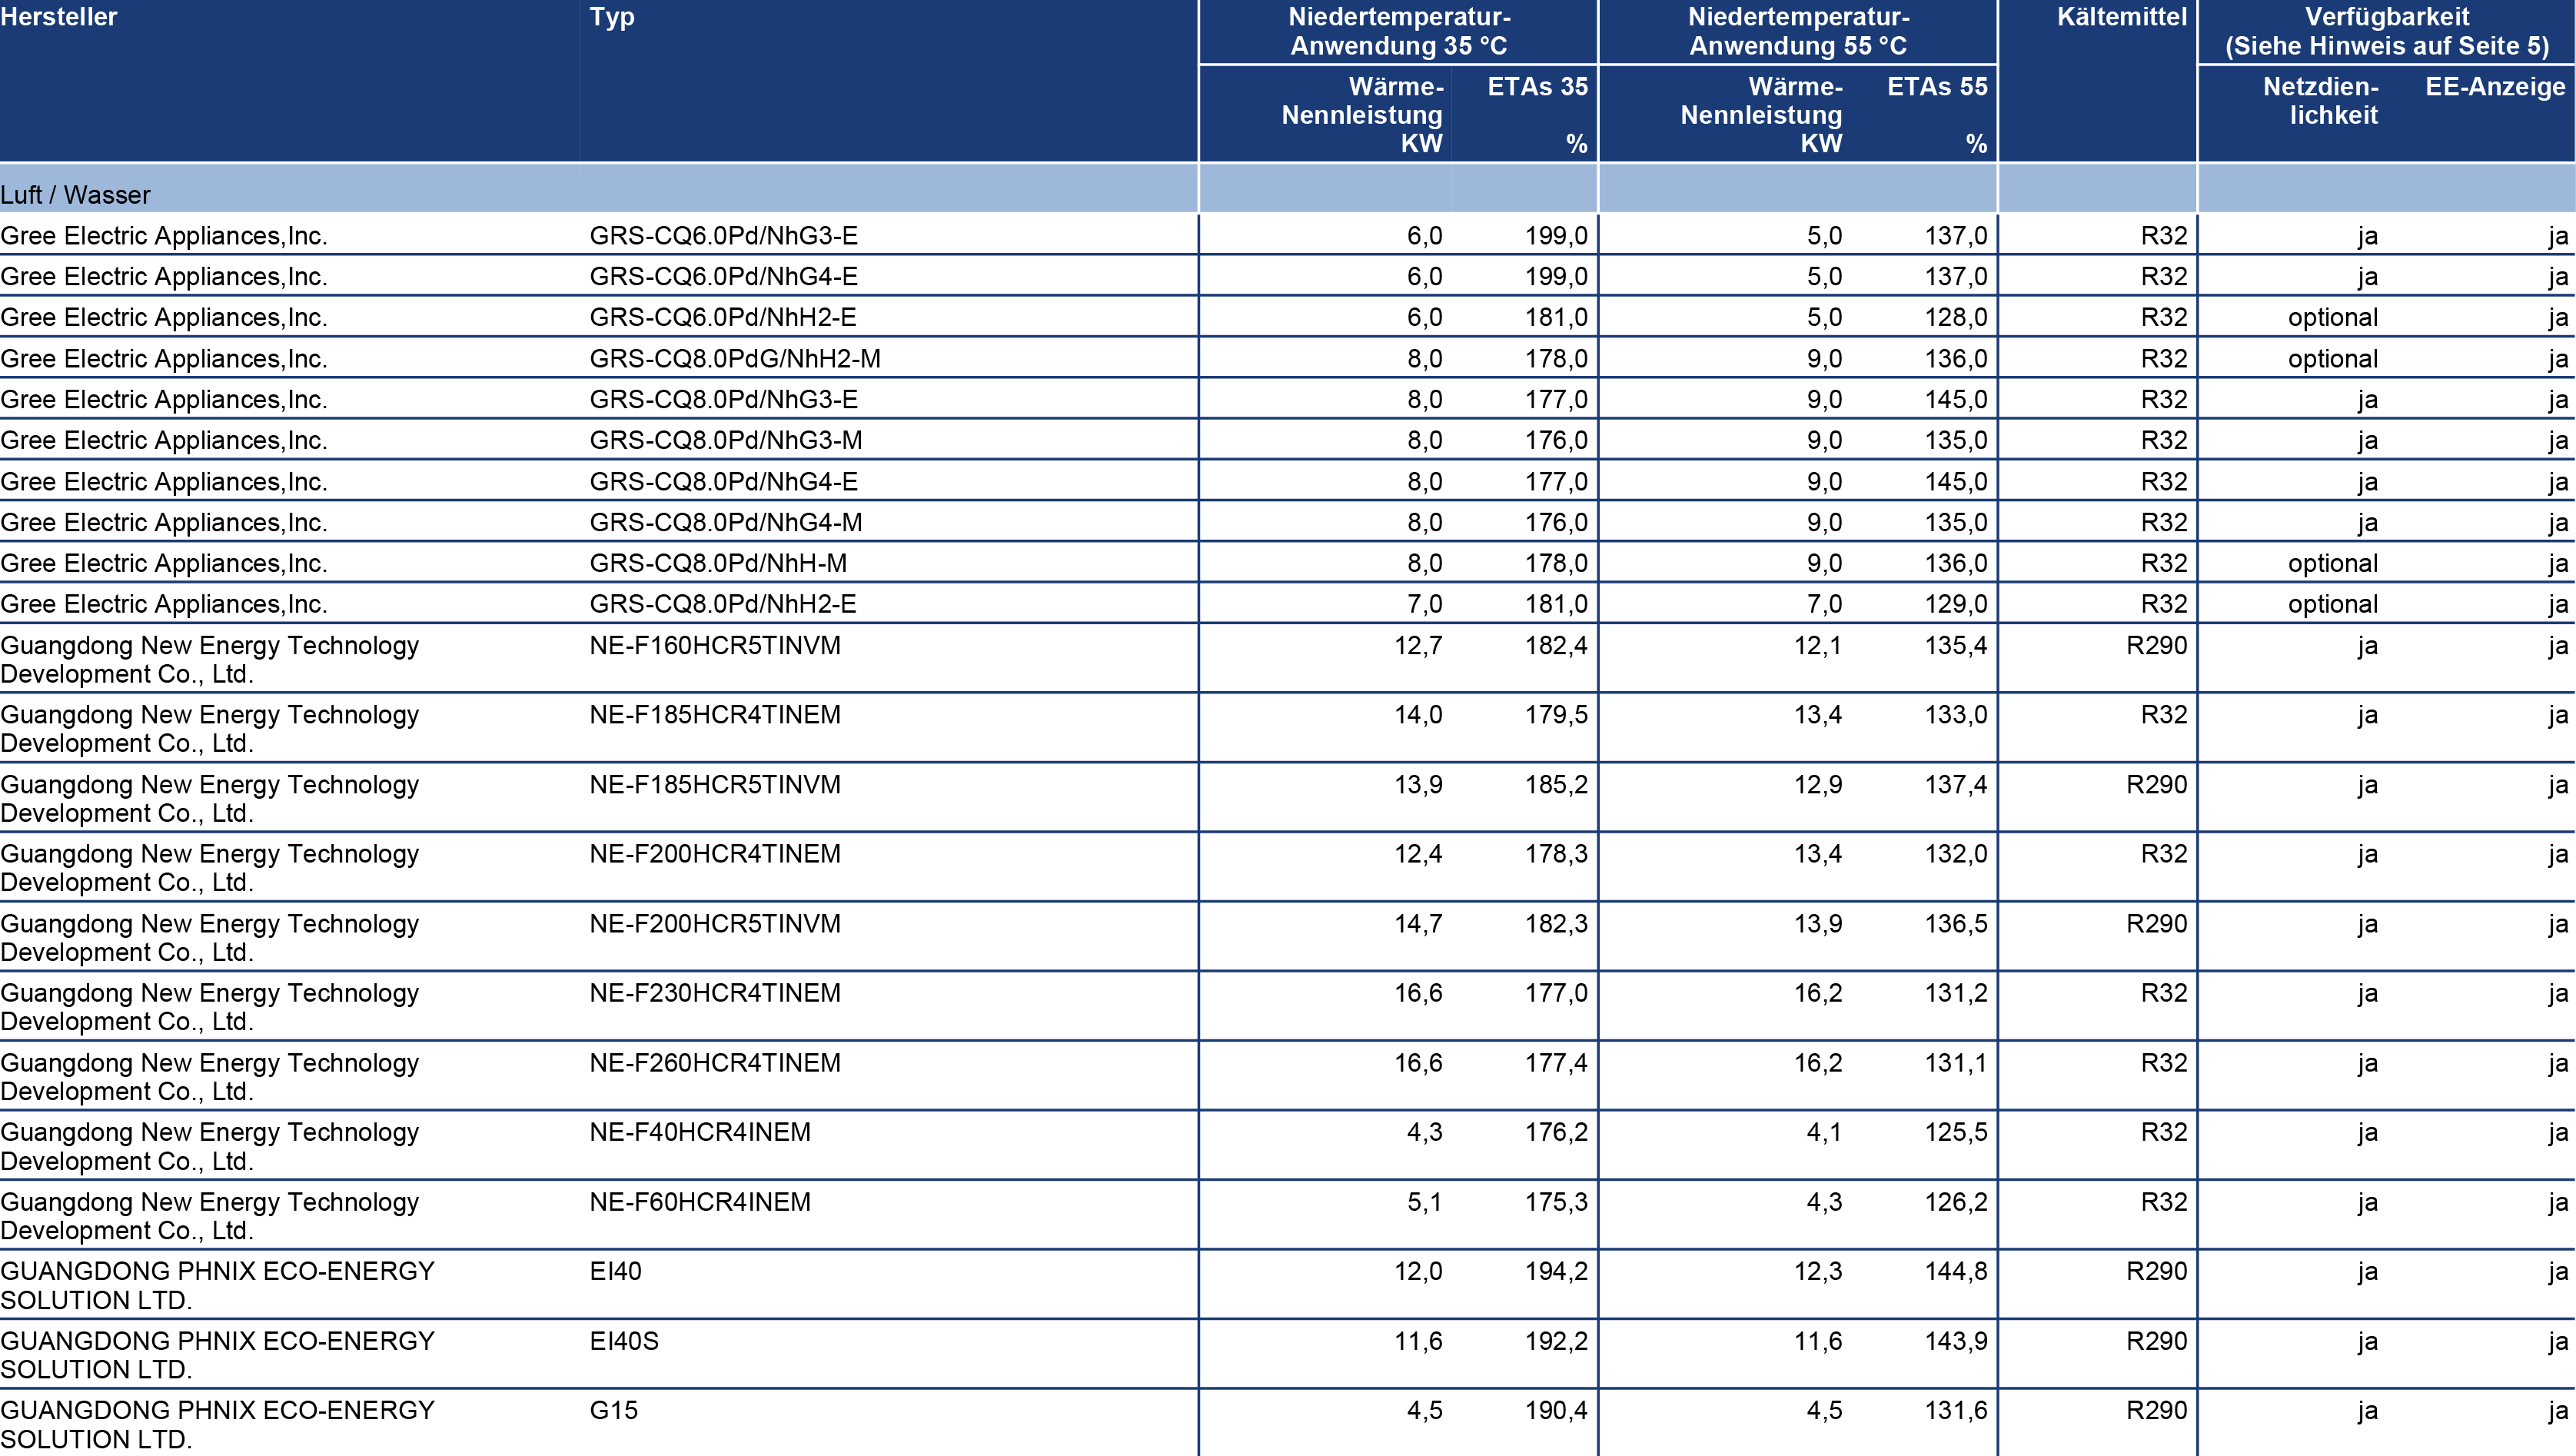 Hersteller Typ Niedertemperatur- Niedertemperatur- Kältemittel Verfügbarkeit
Anwendung 35 °C Anwendung 55 °C (Siehe Hinweis auf Seite 5)
Wärme- ETAs 35 Wärme- ETAs 55 Netzdien- EE-Anzeige
Nennleistung Nennleistung lichkeit
KW % KW %
Luft / Wasser
Gree Electric Appliances,Inc. GRS-CQ6.0Pd/NhG3-E 6,0 199,0 5,0 137,0 R32 ja ja
Gree Electric Appliances,Inc. GRS-CQ6.0Pd/NhG4-E 6,0 199,0 5,0 137,0 R32 ja ja
Gree Electric Appliances,Inc. GRS-CQ6.0Pd/NhH2-E 6,0 181,0 5,0 128,0 R32 optional ja
Gree Electric Appliances,Inc. GRS-CQ8.0PdG/NhH2-M 8,0 178,0 9,0 136,0 R32 optional ja
Gree Electric Appliances,Inc. GRS-CQ8.0Pd/NhG3-E 8,0 177,0 9,0 145,0 R32 ja ja
Gree Electric Appliances,Inc. GRS-CQ8.0Pd/NhG3-M 8,0 176,0 9,0 135,0 R32 ja ja
Gree Electric Appliances,Inc. GRS-CQ8.0Pd/NhG4-E 8,0 177,0 9,0 145,0 R32 ja ja
Gree Electric Appliances,Inc. GRS-CQ8.0Pd/NhG4-M 8,0 176,0 9,0 135,0 R32 ja ja
Gree Electric Appliances,Inc. GRS-CQ8.0Pd/NhH-M 8,0 178,0 9,0 136,0 R32 optional ja
Gree Electric Appliances,Inc. GRS-CQ8.0Pd/NhH2-E 7,0 181,0 7,0 129,0 R32 optional ja
Guangdong New Energy Technology NE-F160HCR5TINVM 12,7 182,4 12,1 135,4 R290 ja ja
Development Co., Ltd.
Guangdong New Energy Technology NE-F185HCR4TINEM 14,0 179,5 13,4 133,0 R32 ja ja
Development Co., Ltd.
Guangdong New Energy Technology NE-F185HCR5TINVM 13,9 185,2 12,9 137,4 R290 ja ja
Development Co., Ltd.
Guangdong New Energy Technology NE-F200HCR4TINEM 12,4 178,3 13,4 132,0 R32 ja ja
Development Co., Ltd.
Guangdong New Energy Technology NE-F200HCR5TINVM 14,7 182,3 13,9 136,5 R290 ja ja
Development Co., Ltd.
Guangdong New Energy Technology NE-F230HCR4TINEM 16,6 177,0 16,2 131,2 R32 ja ja
Development Co., Ltd.
Guangdong New Energy Technology NE-F260HCR4TINEM 16,6 177,4 16,2 131,1 R32 ja ja
Development Co., Ltd.
Guangdong New Energy Technology NE-F40HCR4INEM 4,3 176,2 4,1 125,5 R32 ja ja
Development Co., Ltd.
Guangdong New Energy Technology NE-F60HCR4INEM 5,1 175,3 4,3 126,2 R32 ja ja
Development Co., Ltd.
GUANGDONG PHNIX ECO-ENERGY EI40 12,0 194,2 12,3 144,8 R290 ja ja
SOLUTION LTD.
GUANGDONG PHNIX ECO-ENERGY EI40S 11,6 192,2 11,6 143,9 R290 ja ja
SOLUTION LTD.
GUANGDONG PHNIX ECO-ENERGY G15 4,5 190,4 4,5 131,6 R290 ja ja
SOLUTION LTD.